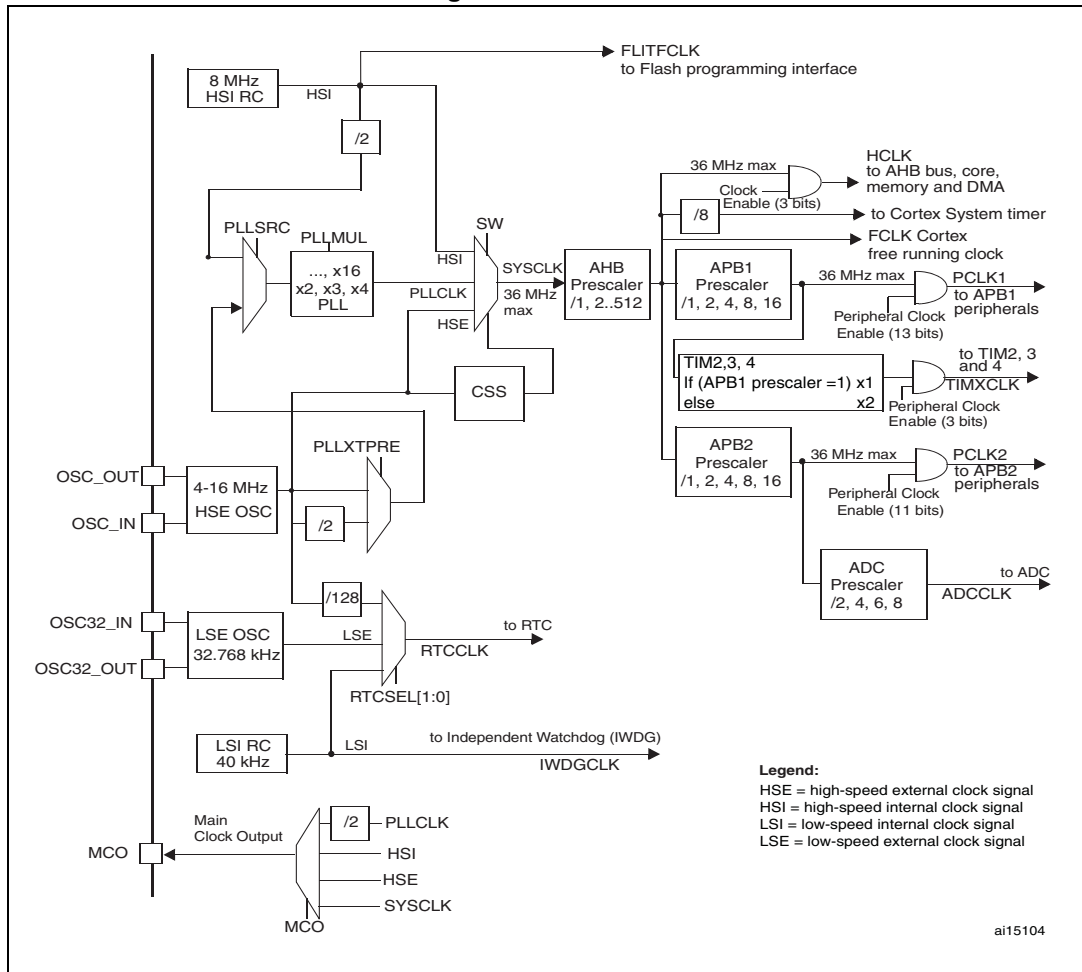 FLITFCLK
to Flash programming interface
8 MHz
HSI RC
HSI
/2
HCLK
to AHB bus, core,
memory and DMA
36 MHz max
Clock
Enable (3 bits)
/8
to Cortex System timer
FCLK Cortex
free running clock
PLLSRC
PLLMUL
..., x16
x2, x3, x4
PLL
SW
HSI
PLLCLK
HSE
SYSCLK
36 MHz
max
AHB
Prescaler
/1, 2..512
APB1
Prescaler
/1, 2, 4, 8, 16
36 MHz max
PCLK1
to APB1
peripherals
Peripheral Clock
Enable (13 bits)
TIM2,3, 4
If (APB1 prescaler =1) x1
else x2
to TIM2, 3
and 4
TIMXCLK
Peripheral Clock
Enable (3 bits)
CSS
PLLXTPRE
OSC_OUT
OSC_IN
4-16 MHz
HSE OSC
/2
APB2
Prescaler
/1, 2, 4, 8, 16
36 MHz max
PCLK2
to APB2
peripherals
Peripheral Clock
Enable (11 bits)
ADC
Prescaler
/2, 4, 6, 8
to ADC
ADCCLK
/128
OSC32_IN
OSC32_OUT
LSE OSC
32.768 kHz
LSE
to RTC
RTCCLK
RTCSEL[1:0]
LSI RC
40 kHz
LSI
to Independent Watchdog (IWDG)
IWDGCLK
Legend:
HSE = high-speed external clock signal
HSI = high-speed internal clock signal
LSI = low-speed internal clock signal
LSE = low-speed external clock signal
MCO
Main
Clock Output
/2
PLLCLK
HSI
HSE
SYSCLK
MCO
ai15104